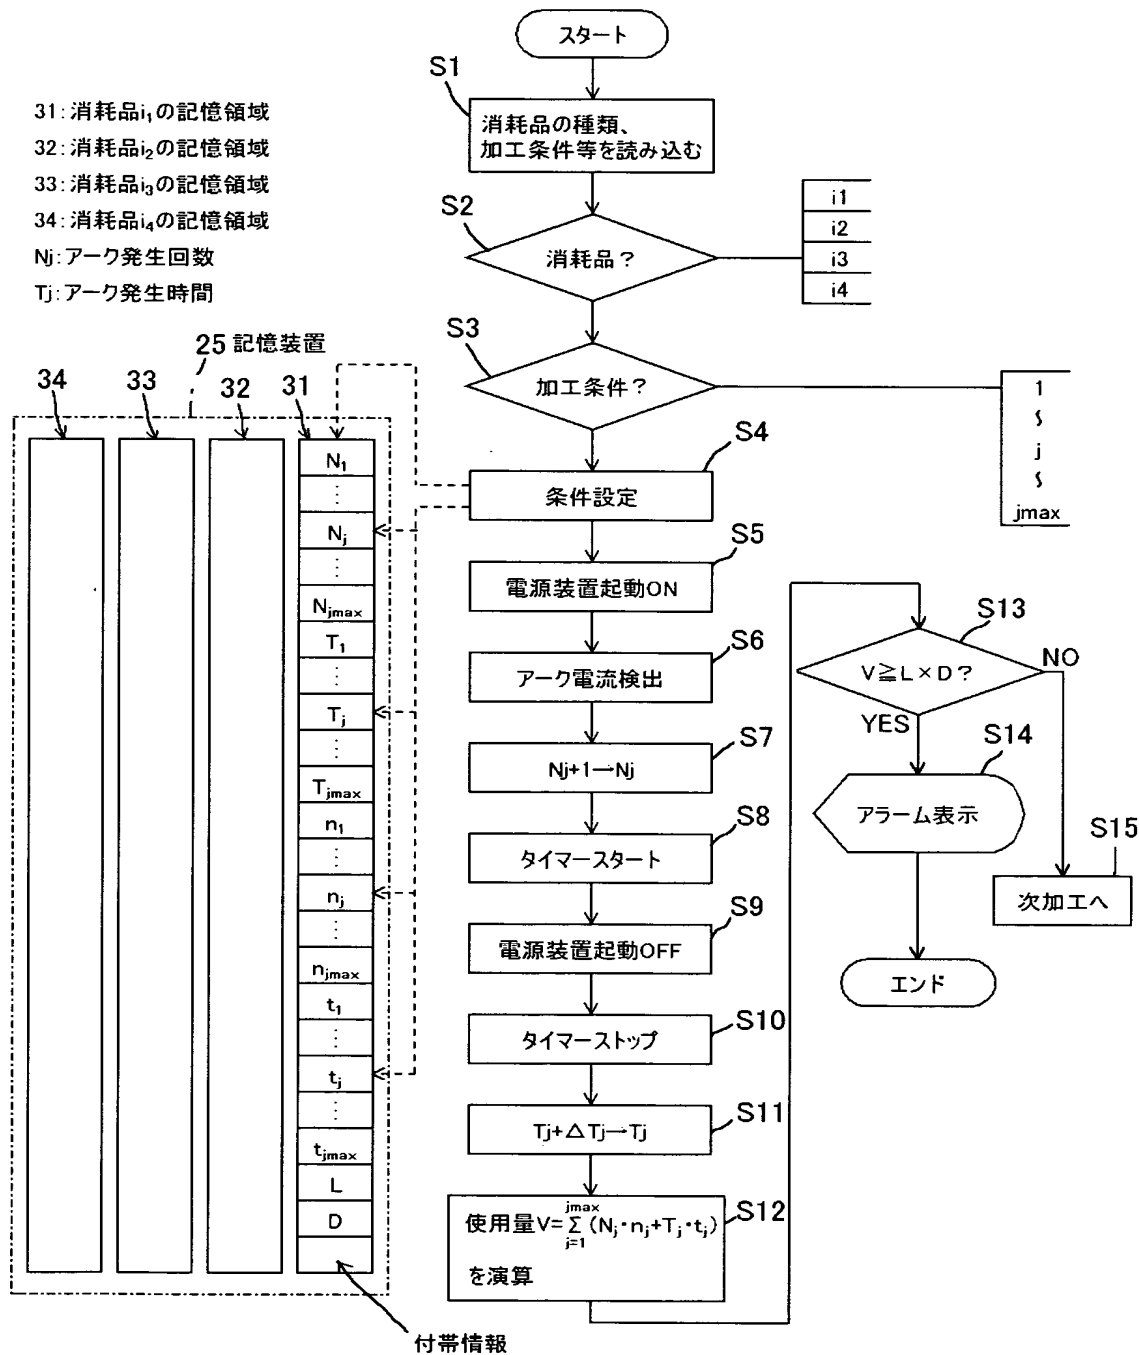 スタート
S1
消耗品の種類、
加工条件等を読み込む
31:消耗品i₁の記憶領域
32:消耗品i₂の記憶領域
33:消耗品i₃の記憶領域
34:消耗品i₄の記憶領域
Nj:アーク発生回数
Tj:アーク発生時間
S2
消耗品？
i1
i2
i3
i4
S3
加工条件？
1
∫
j
∫
jmax
25 記憶装置
34
33
32
31
N₁
⋮
Nⱼ
⋮
Njmax
T₁
⋮
Tⱼ
⋮
Tjmax
n₁
⋮
nⱼ
⋮
njmax
t₁
⋮
tⱼ
⋮
tjmax
L
D
付帯情報
S4
条件設定
S5
電源装置起動ON
S6
アーク電流検出
S7
Nj+1→Nj
S8
タイマースタート
S9
電源装置起動OFF
S10
タイマーストップ
S11
Tj+△Tj→Tj
S12
使用量V=Σ(Nⱼ・nⱼ+Tⱼ・tⱼ)
jmax
j=1
を演算
S13
V≧L×D？
NO
YES
S14
アラーム表示
S15
次加工へ
エンド